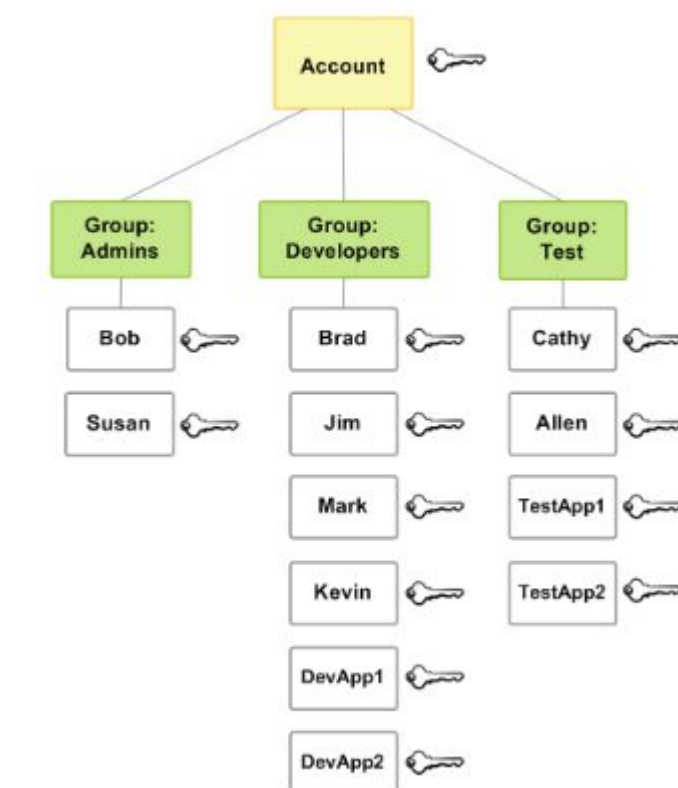 Account
Group:
Admins
Group:
Developers
Group:
Test
Bob
Brad
Cathy
Susan
Jim
Allen
Mark
TestApp1
Kevin
TestApp2
DevApp1
DevApp2